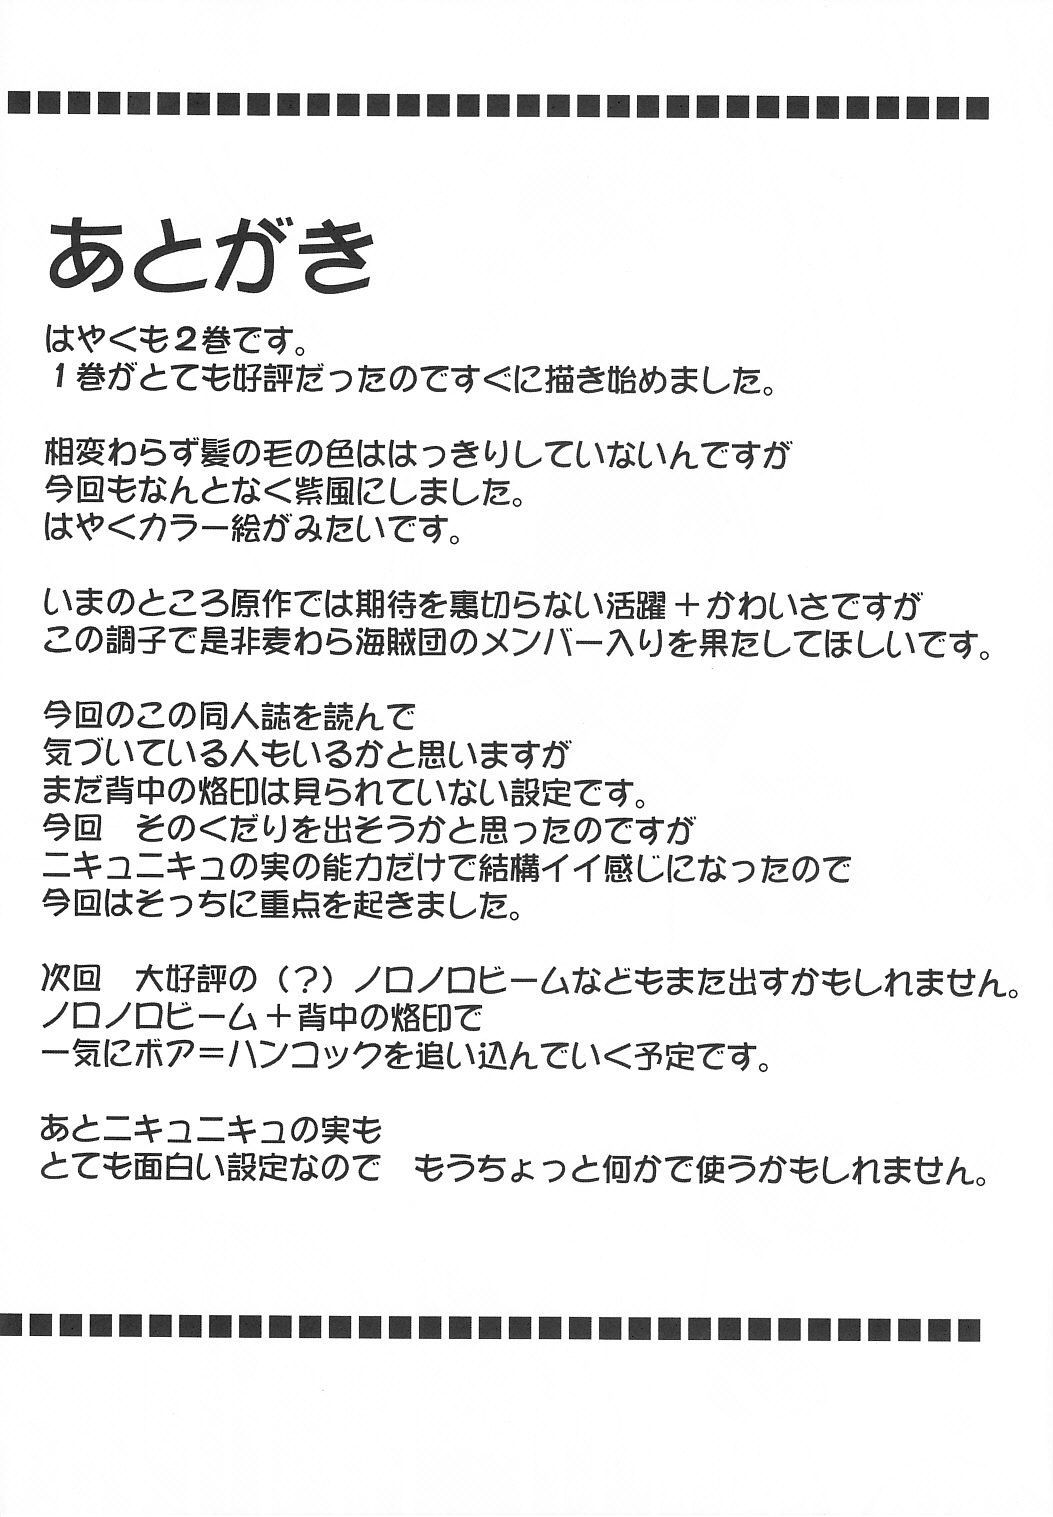 あとがき
はやくも２巻です。
１巻がとても好評だったのですぐに描き始めました。
相変わらず髪の毛の色ははっきりしていないんですが
今回もなんとなく紫風にしました。
はやくカラー絵がみたいです。
いまのところ原作では期待を裏切らない活躍＋かわいさですが
この調子で是非麦わら海賊団のメンバー入りを果たしてほしいです。
今回のこの同人誌を読んで
気づいている人もいるかと思いますが
まだ背中の烙印は見られていない設定です。
今回　そのくだりを出そうかと思ったのですが
ニキュニキュの実の能力だけで結構イイ感じになったので
今回はそっちに重点を起きました。
次回　大好評の（？）ノロノロビームなどもまた出すかもしれません。
ノロノロビーム＋背中の烙印で
一気にボア＝ハンコックを追い込んでいく予定です。
あとニキュニキュの実も
とても面白い設定なので　もうちょっと何かで使うかもしれません。